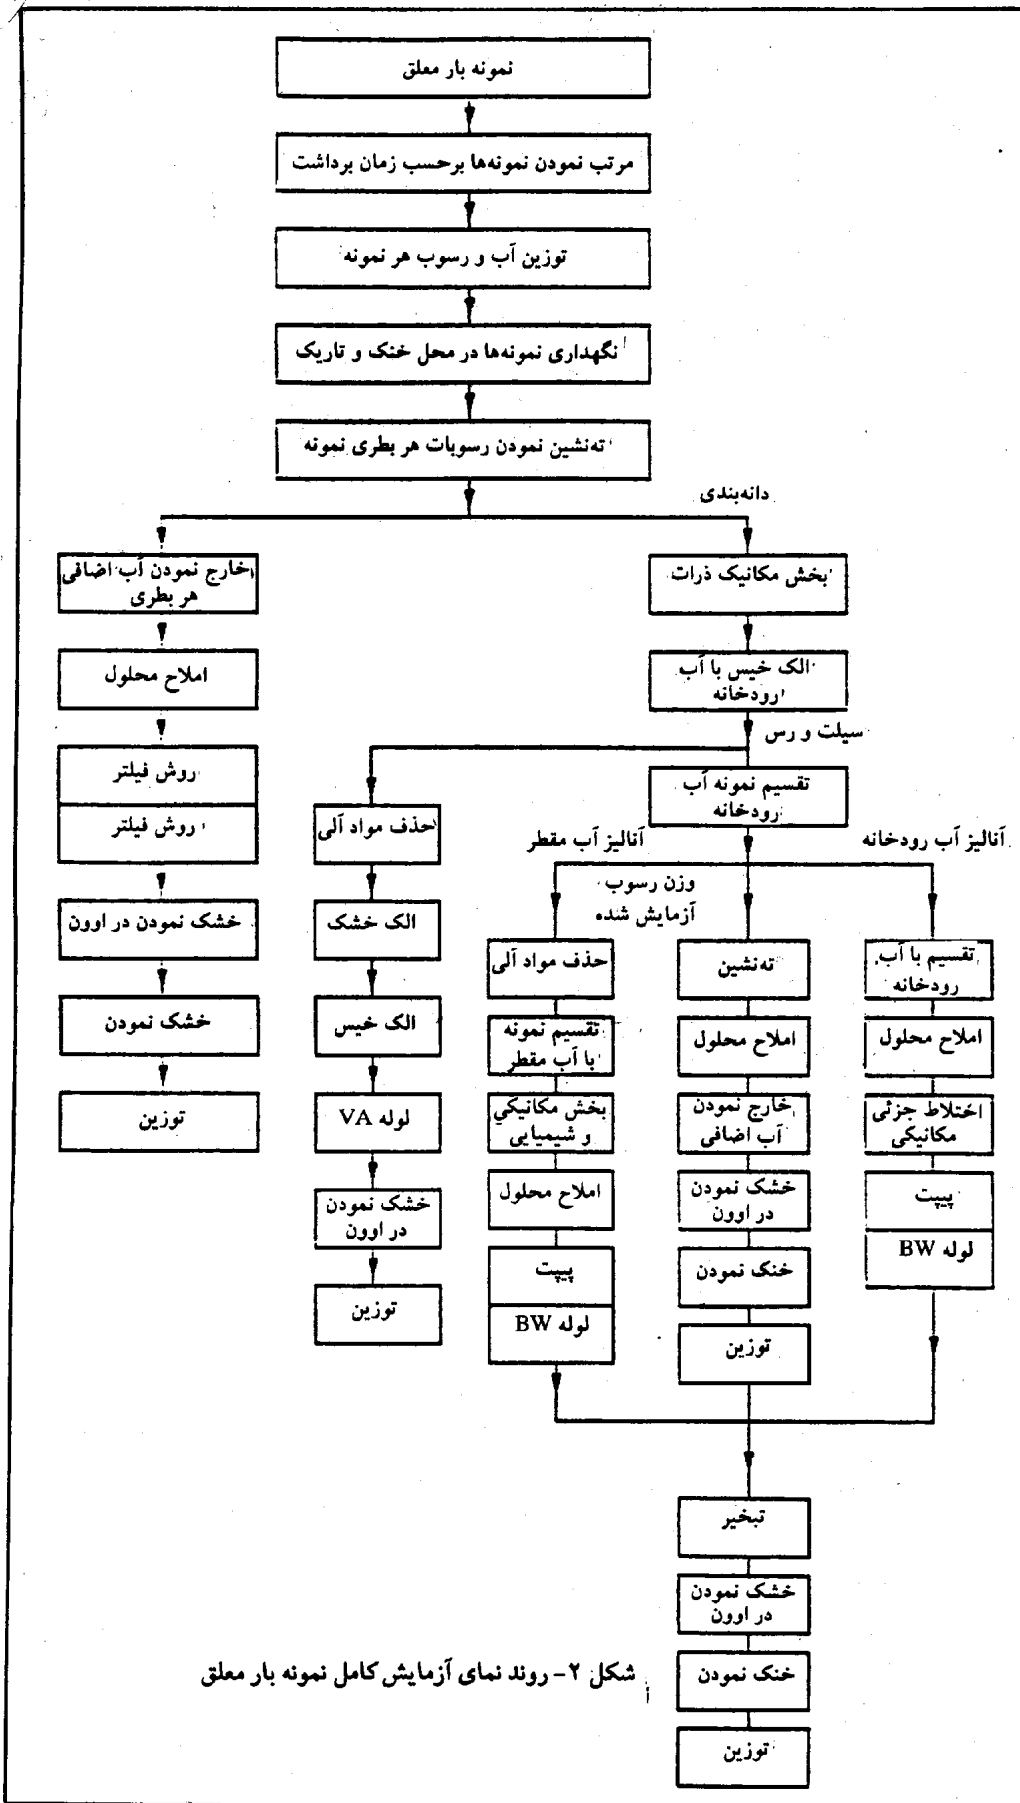 نمونه بار معلق
مرتب نمودن نمونه‌ها برحسب زمان برداشت
توزین آب و رسوب هر نمونه
نگهداری نمونه‌ها در محل خنک و تاریک
ته‌نشین نمودن رسوبات هر بطری نمونه
دانه‌بندی
بخش مکانیک ذرات
الک خیس با آب
رودخانه
سیلت و رس
تقسیم نمونه آب
رودخانه
آنالیز آب رودخانه
تقسیم با آب
رودخانه
املاح محلول
اختلاط جزئی
مکانیکی
پیپت
لوله BW
ته‌نشین
املاح محلول
خارج نمودن
آب اضافی
خشک نمودن
در اوون
خنک نمودن
توزین
آنالیز آب مقطر
وزن رسوب
آزمایش شده
حذف مواد آلی
تقسیم نمونه
با آب مقطر
بخش مکانیکی
و شیمیایی
املاح محلول
پیپت
لوله BW
حذف مواد آلی
الک خشک
الک خیس
لوله VA
خشک نمودن
در اوون
توزین
خارج نمودن آب اضافی
هر بطری
املاح محلول
روش فیلتر
روش فیلتر
خشک نمودن در اوون
خشک نمودن
توزین
تبخیر
خشک نمودن
در اوون
خنک نمودن
توزین
شکل ۲- روند نمای آزمایش کامل نمونه بار معلق